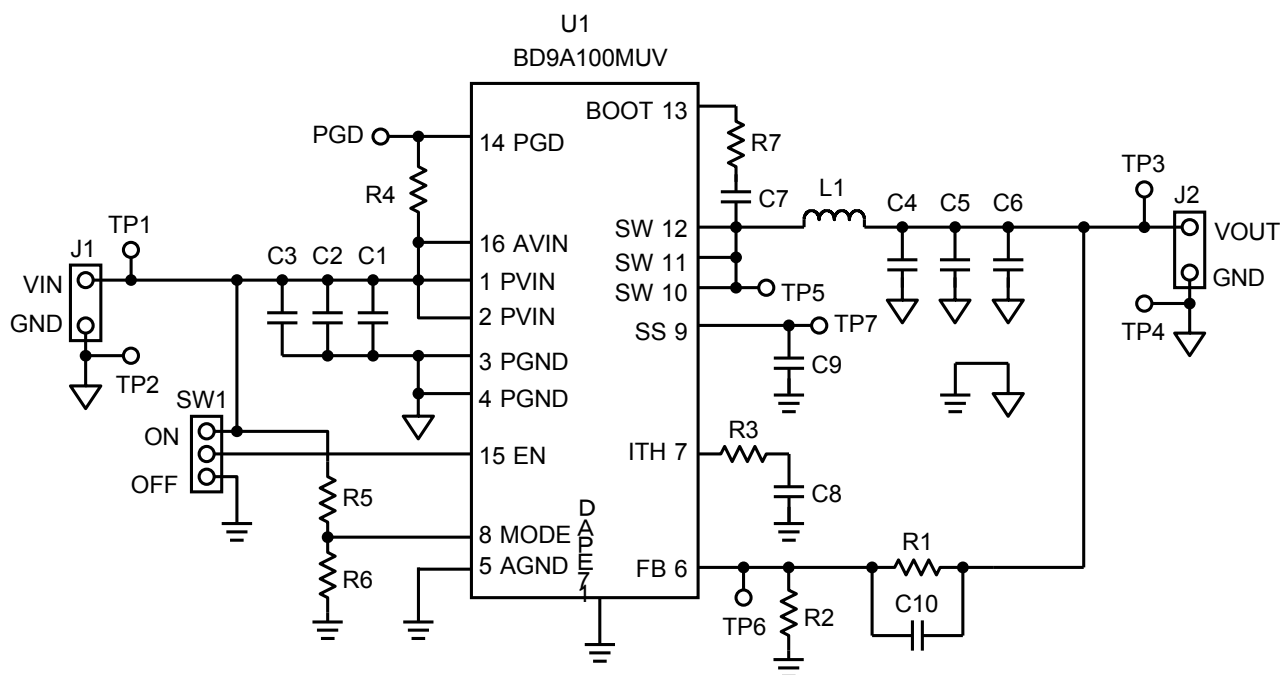 U1
BD9A100MUV
BOOT 13
PGD
14 PGD
R7
TP3
R4
C7
L1
C4
C5
C6
J2
TP1
SW 12
VOUT
J1
16 AVIN
C3
C2
C1
SW 11
VIN
1 PVIN
GND
SW 10
TP5
GND
2 PVIN
SS 9
TP7
TP4
3 PGND
C9
TP2
SW1
4 PGND
ON
R3
15 EN
ITH 7
OFF
R5
C8
D
A
P
E
7
1
8 MODE
R1
5 AGND
FB 6
R6
C10
TP6
R2